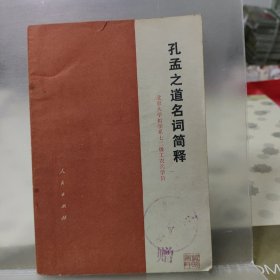 孔孟之道名词简释
北京大学哲学系七二级工农兵学员
人民出版社
赠